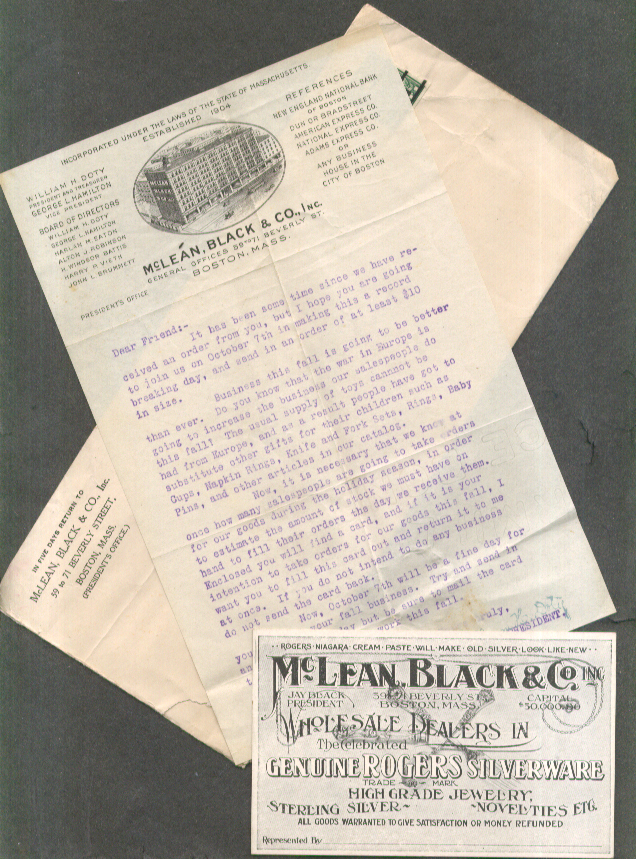 INCORPORATED UNDER THE LAWS OF THE STATE OF MASSACHUSETTS
ESTABLISHED 1904
WILLIAM H. DOTY
PRESIDENT AND TREASURER
GEORGE L. HAMILTON
VICE PRESIDENT
BOARD OF DIRECTORS
WILLIAM H. DOTY
GEORGE L. HAMILTON
HARLEM M. EATON
ALTON J. ROBINSON
H. WINDSOR BATTIS
HARRY A. VIETH
JOHN L.
REFERENCES
NEW ENGLAND NATIONAL BANK
OF BOSTON
DUN OR BRADSTREET
AMERICAN EXPRESS CO.
NATIONAL EXPRESS CO.
ADAMS EXPRESS CO.
OR
ANY BUSINESS
HOUSE IN THE
CITY OF BOSTON
MCLEAN BLACK & CO.
MCLEAN, BLACK & CO., INC.
GENERAL OFFICES 59 TO 71 BEVERLY ST.
BOSTON, MASS.
PRESIDENT'S OFFICE
Dear Friend:-
It has been some time since we have re-
ceived an order from you, but I hope you are going
to join us on October 7th in making this a record
breaking day, and send in an order of at least $10
in size.
Business this fall is going to be better
than ever. Do you know that the war in Europe is
going to increase the business our salespeople do
this fall? The usual supply of toys cannot be
had from Europe, and as a result people have got to
substitute other gifts for their children such as
Cups, Napkin Rings, Knife and Fork Sets, Rings, Baby
Pins, and other articles in our catalog.
Now, it is necessary that we know at
once how many salespeople are going to take orders
for our goods during the holiday season, in order
to estimate the amount of stock we must have on
hand to fill their orders the day we receive them.
Enclosed you will find a card, and if it is your
intention to take orders for our goods this fall, I
want you to fill this card out and return it to me
at once. If you do not intend to do any business
do not send the card back.
Now, October 7th will be a fine day for
you your fall business. Try and send in
an day but be sure to mail the card
work this fall.
truly,
PRESIDENT
IN FIVE DAYS RETURN TO
MCLEAN, BLACK & CO., Inc.
59 to 71 BEVERLY STREET,
BOSTON, MASS.
(PRESIDENT'S OFFICE)
ROGERS NIAGARA CREAM PASTE WILL MAKE OLD SILVER LOOK LIKE NEW
MCLEAN, BLACK & CO INC
JAY BLACK PRESIDENT
BEVERLY ST.
BOSTON, MASS.
CAPITAL $50,000.00
WHOLESALE DEALERS IN
The celebrated
GENUINE ROGERS SILVERWARE
TRADE MARK
HIGH GRADE JEWELRY,
STERLING SILVER NOVELTIES ETC.
ALL GOODS WARRANTED TO GIVE SATISFACTION OR MONEY REFUNDED
Represented By